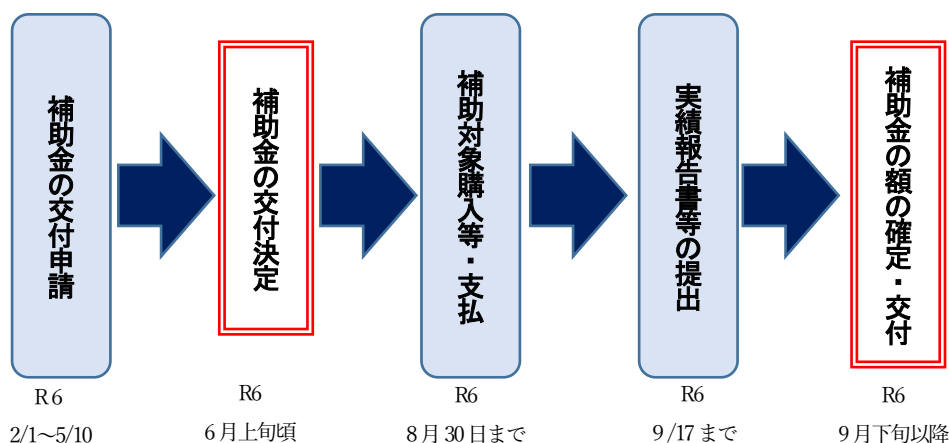 補助金の交付申請
補助金の交付決定
補助対象購入等・支払
実績報告書等の提出
補助金の額の確定・交付
R6
2/1～5/10
R6
6月上旬頃
R6
8月30日まで
R6
9/17まで
R6
9月下旬以降